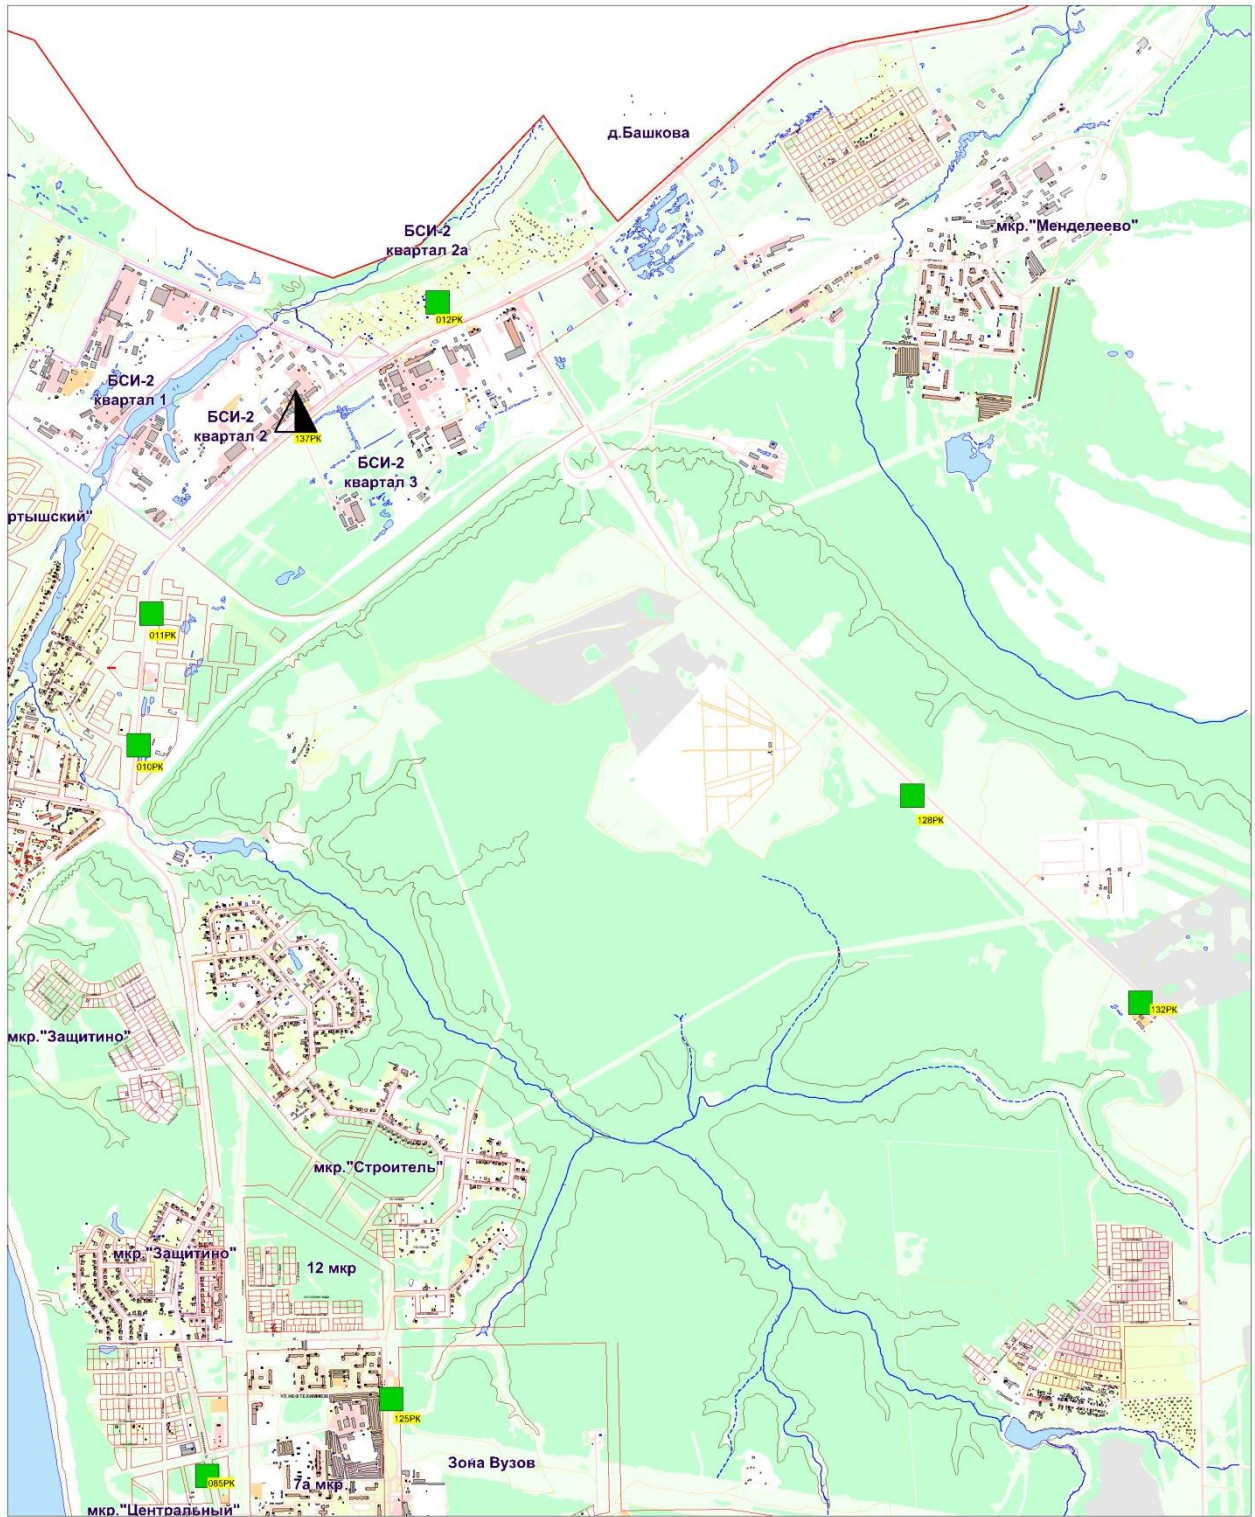 д.Башкова
мкр."Менделеево"
БСИ-2
квартал 2а
012РК
БСИ-2
квартал 1
БСИ-2
квартал 2
137РК
БСИ-2
квартал 3
ртышский"
011РК
010РК
128РК
132РК
мкр."Защитино"
мкр."Строитель"
мкр."Защитино"
12 мкр
УЛ.НЕФТЕХИМИКОВ
125РК
Зона Вузов
085РК
7а мкр.
мкр."Центральный"